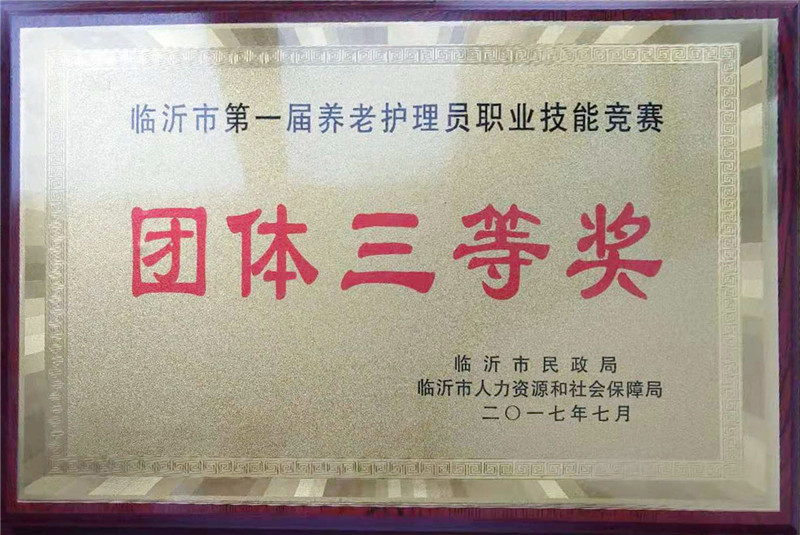 临沂市第一届养老护理员职业技能竞赛
团体三等奖
临沂市民政局
临沂市人力资源和社会保障局
二〇一七年七月